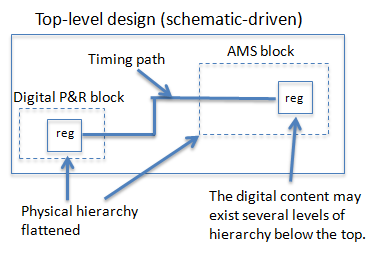 Top-level design (schematic-driven)
AMS block
Timing path
Digital P&R block
reg
reg
Physical hierarchy
flattened
The digital content may
exist several levels of
hierarchy below the top.